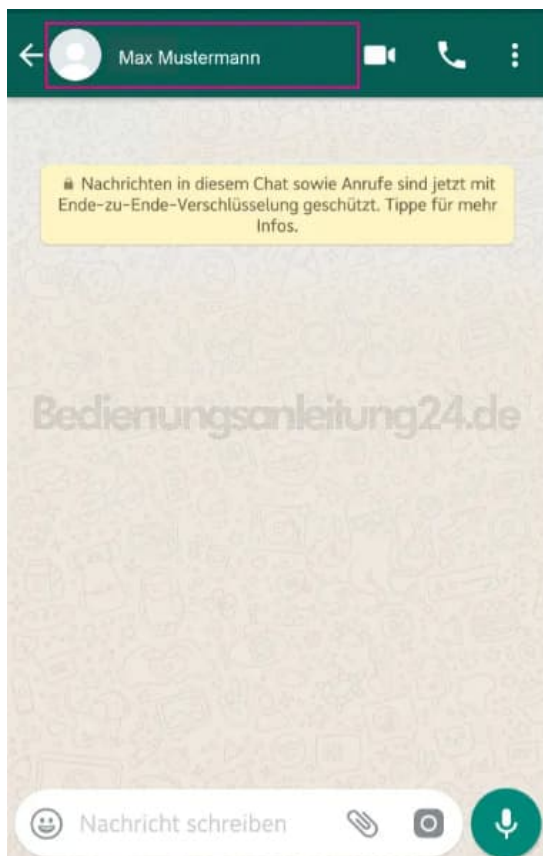 Max Mustermann
Nachrichten in diesem Chat sowie Anrufe sind jetzt mit
Ende-zu-Ende-Verschlüsselung geschützt. Tippe für mehr
Infos.
Bedienungsanleitung24.de
Nachricht schreiben